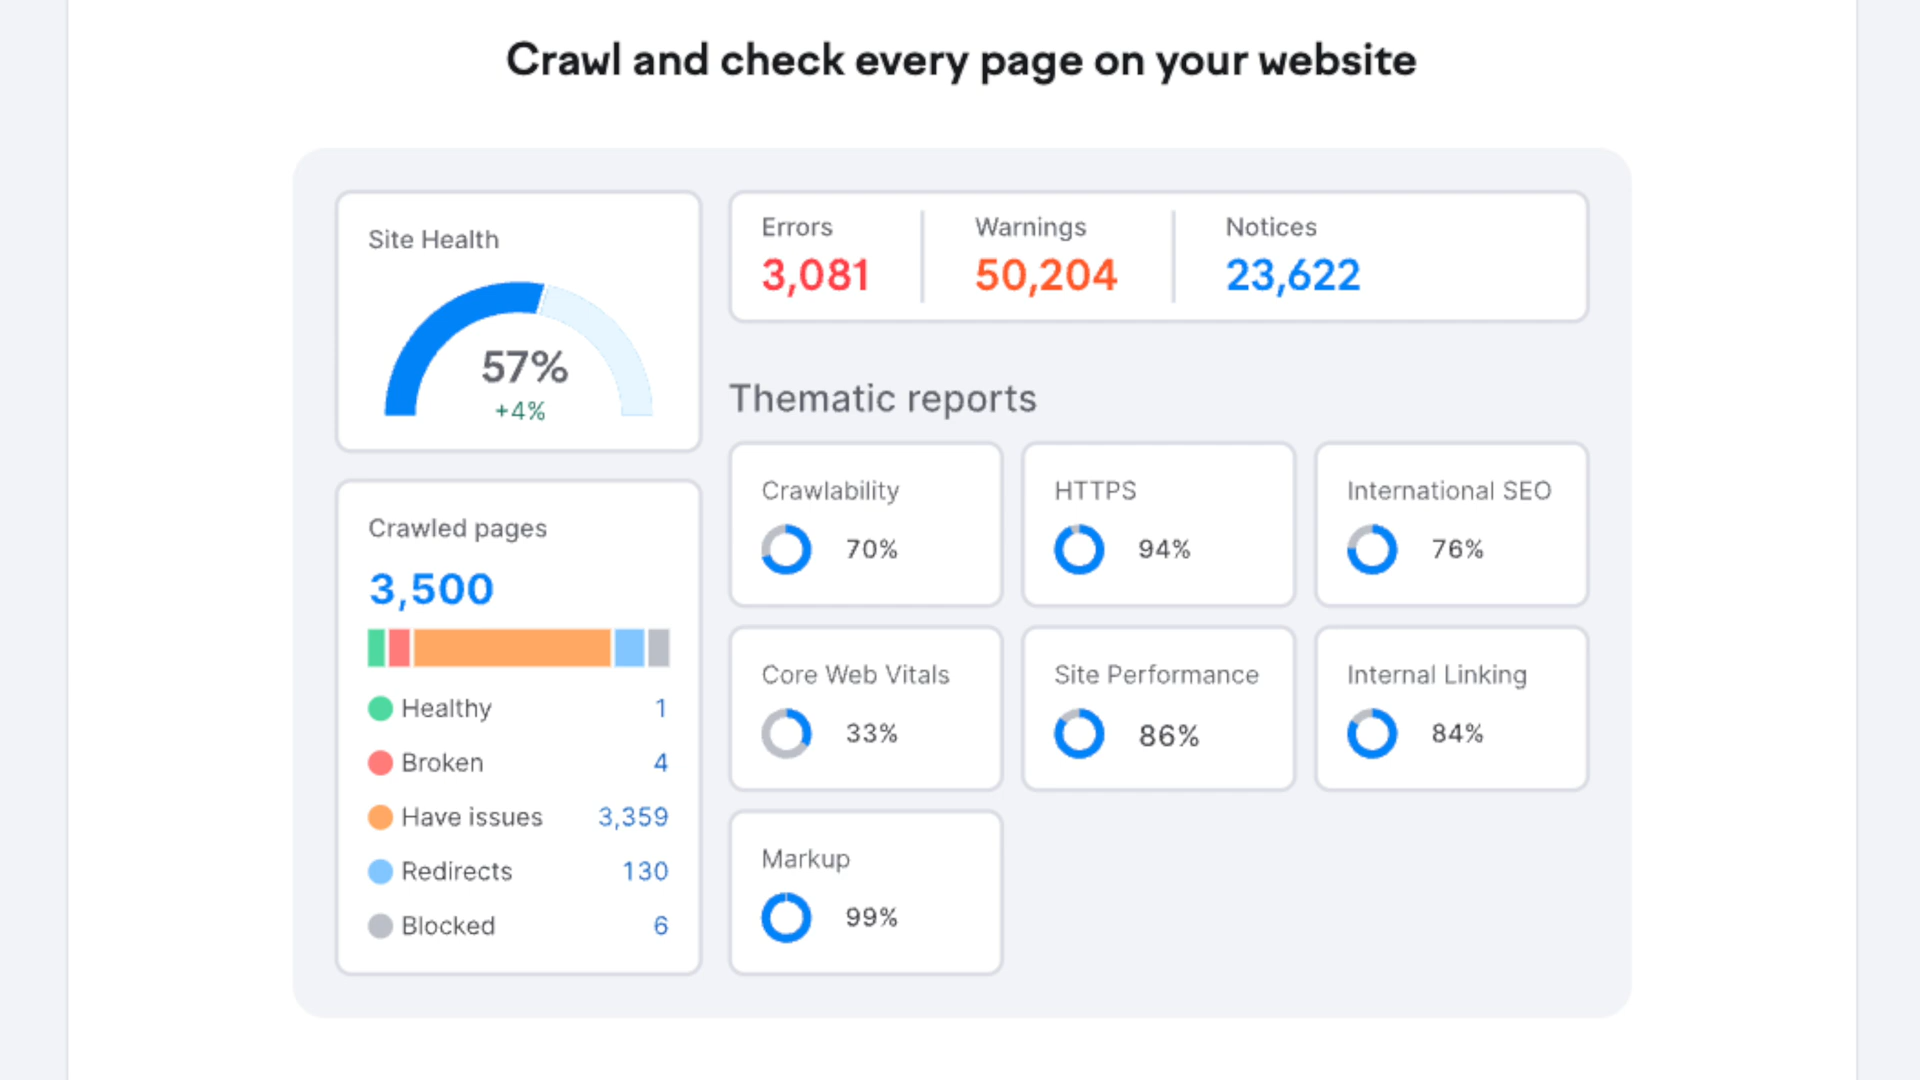 Crawl and check every page on your website
Site Health
57%
+4%
Errors
3,081
Warnings
50,204
Notices
23,622
Crawled pages
3,500
Healthy 1
Broken 4
Have issues 3,359
Redirects 130
Blocked 6
Thematic reports
Crawlability
70%
HTTPS
94%
International SEO
76%
Core Web Vitals
33%
Site Performance
86%
Internal Linking
84%
Markup
99%